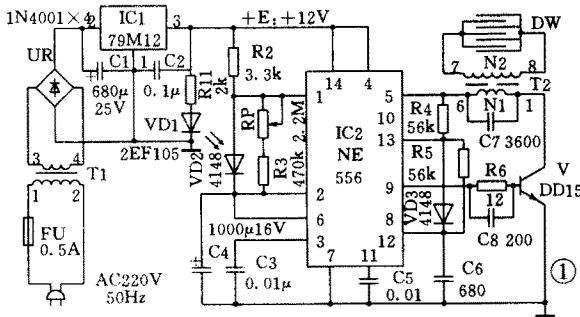 1N4001×4
2
IC1
79M12
3
+E: +12V
DW
UR
C1
680μ
25V
1
C2
0.1μ
R11
2k
R2
3.3k
14
4
7
N2
8
T2
VD1
2EF105
1
RP
2.2M
IC2
NE
556
5
10
13
R4
56k
6
N1
1
C7 3600
3
4
T1
1
2
VD2
4148
R3
470k
2
6
3
R5
56k
9
8
12
VD3
4148
R6
12
C8 200
V
DD15
FU
0.5A
1000μ16V
C4
C3
0.01μ
7
11
C5
0.01
C6
680
①
AC220V
50Hz